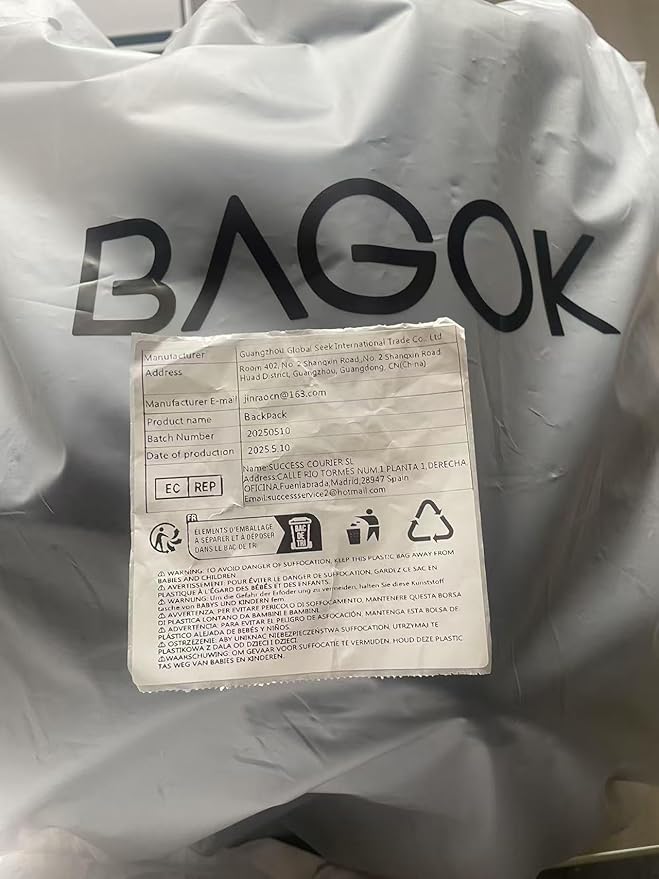 BAGOK
Manufacturer
Guangzhou Global Seek International Trade Co., Ltd
Address
Room 402, No. 2 Shangxin Road,,No. 2 Shangxin Road
Huad District, Guangzhou, Guangdong, CN(China)
Manufacturer E-mail
jinraocn@163.com
Product name
BackPack
Batch Number
20250510
Date of production
2025.5.10
EC REP
Name:SUCCESS COURIER SL
Address:CALLE RIO TORMES NUM 1 PLANTA 1,DERECHA
OFICINA,Fuenlabrada,Madrid,28947 Spain
Email:successservice2@hotmail.com
FR
ÉLÉMENTS D'EMBALLAGE
À SÉPARER ET À DÉPOSER
DANS LE BAC DE TRI
BAC
DE
TRI
WARNING: TO AVOID DANGER OF SUFFOCATION, KEEP THIS PLASTIC BAG AWAY FROM
BABIES AND CHILDREN.
AVERTISSEMENT: POUR ÉVITER LE DANGER DE SUFFOCATION, GARDEZ CE SAC EN
PLASTIQUE À L'ÉGARD DES BÉBÉS ET DES ENFANTS.
WARNUNG: Um die Gefahr der Erfoder ung zu vermeiden, halten Sie diese Kunststoff
tasche von BABYS UND KINDERN fern.
AVVERTENZA: PER EVITARE PERICOLO DI SOFFOCAMENTO, MANTENERE QUESTA BORSA
DI PLASTICA LONTANO DA BAMBINI E BAMBINI.
ADVERTENCIA: PARA EVITAR EL PELIGRO DE ASFOCACIÓN, MANTENGA ESTA BOLSA DE
PLÁSTICO ALEJADA DE BEBÉS Y NIÑOS.
OSTRZEŻENIE: ABY UNIKNAC NIEBEZPIECZENSTWA SUFFOCATION, UTRZYMAJ TE
PLASTIKOWA Z DALA OD DZIECI I DZIECI.
WAARSCHUWING: OM GEVAAR VOOR SUFFOCATIE TE VERMIJDEN, HOUD DEZE PLASTIC
TAS WEG VAN BABIES EN KINDEREN.